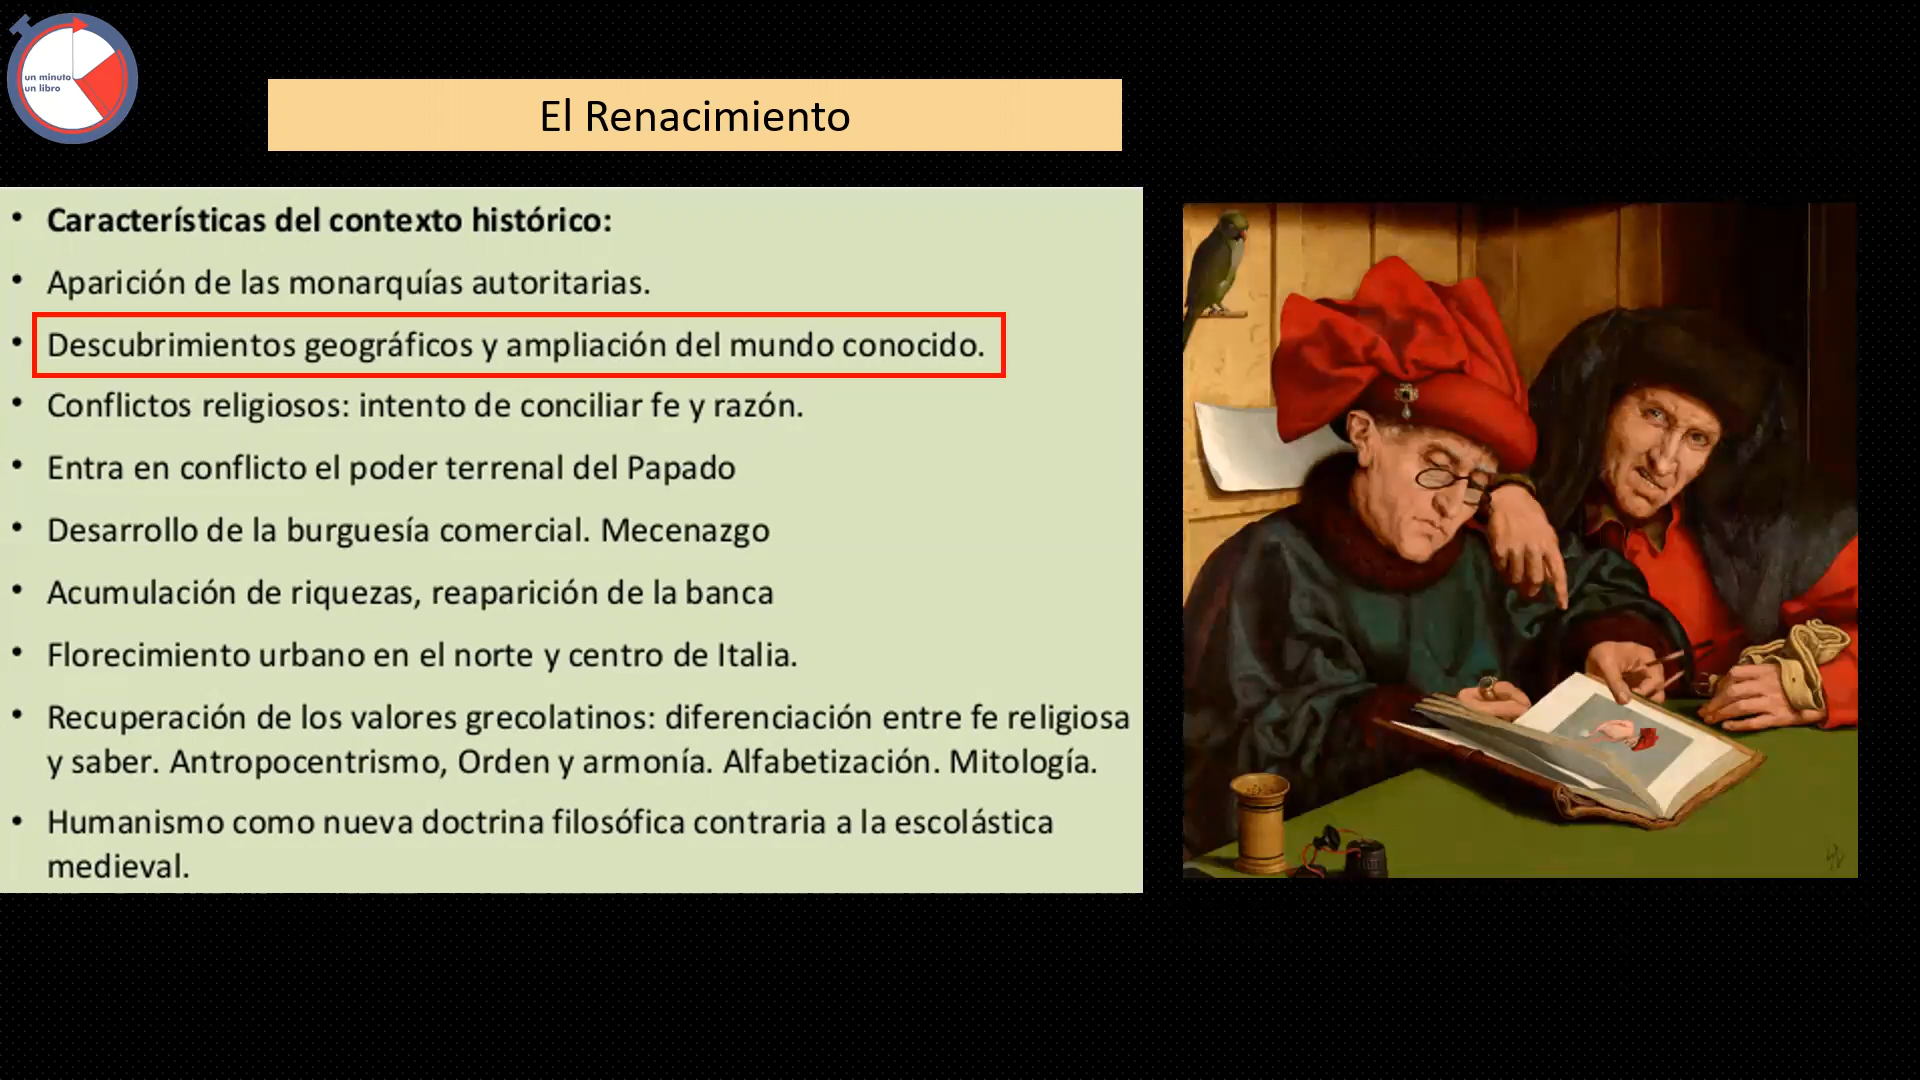 un minuto
un libro
El Renacimiento
• Características del contexto histórico:
• Aparición de las monarquías autoritarias.
• Descubrimientos geográficos y ampliación del mundo conocido.
• Conflictos religiosos: intento de conciliar fe y razón.
• Entra en conflicto el poder terrenal del Papado
• Desarrollo de la burguesía comercial. Mecenazgo
• Acumulación de riquezas, reaparición de la banca
• Florecimiento urbano en el norte y centro de Italia.
• Recuperación de los valores grecolatinos: diferenciación entre fe religiosa
y saber. Antropocentrismo, Orden y armonía. Alfabetización. Mitología.
• Humanismo como nueva doctrina filosófica contraria a la escolástica
medieval.